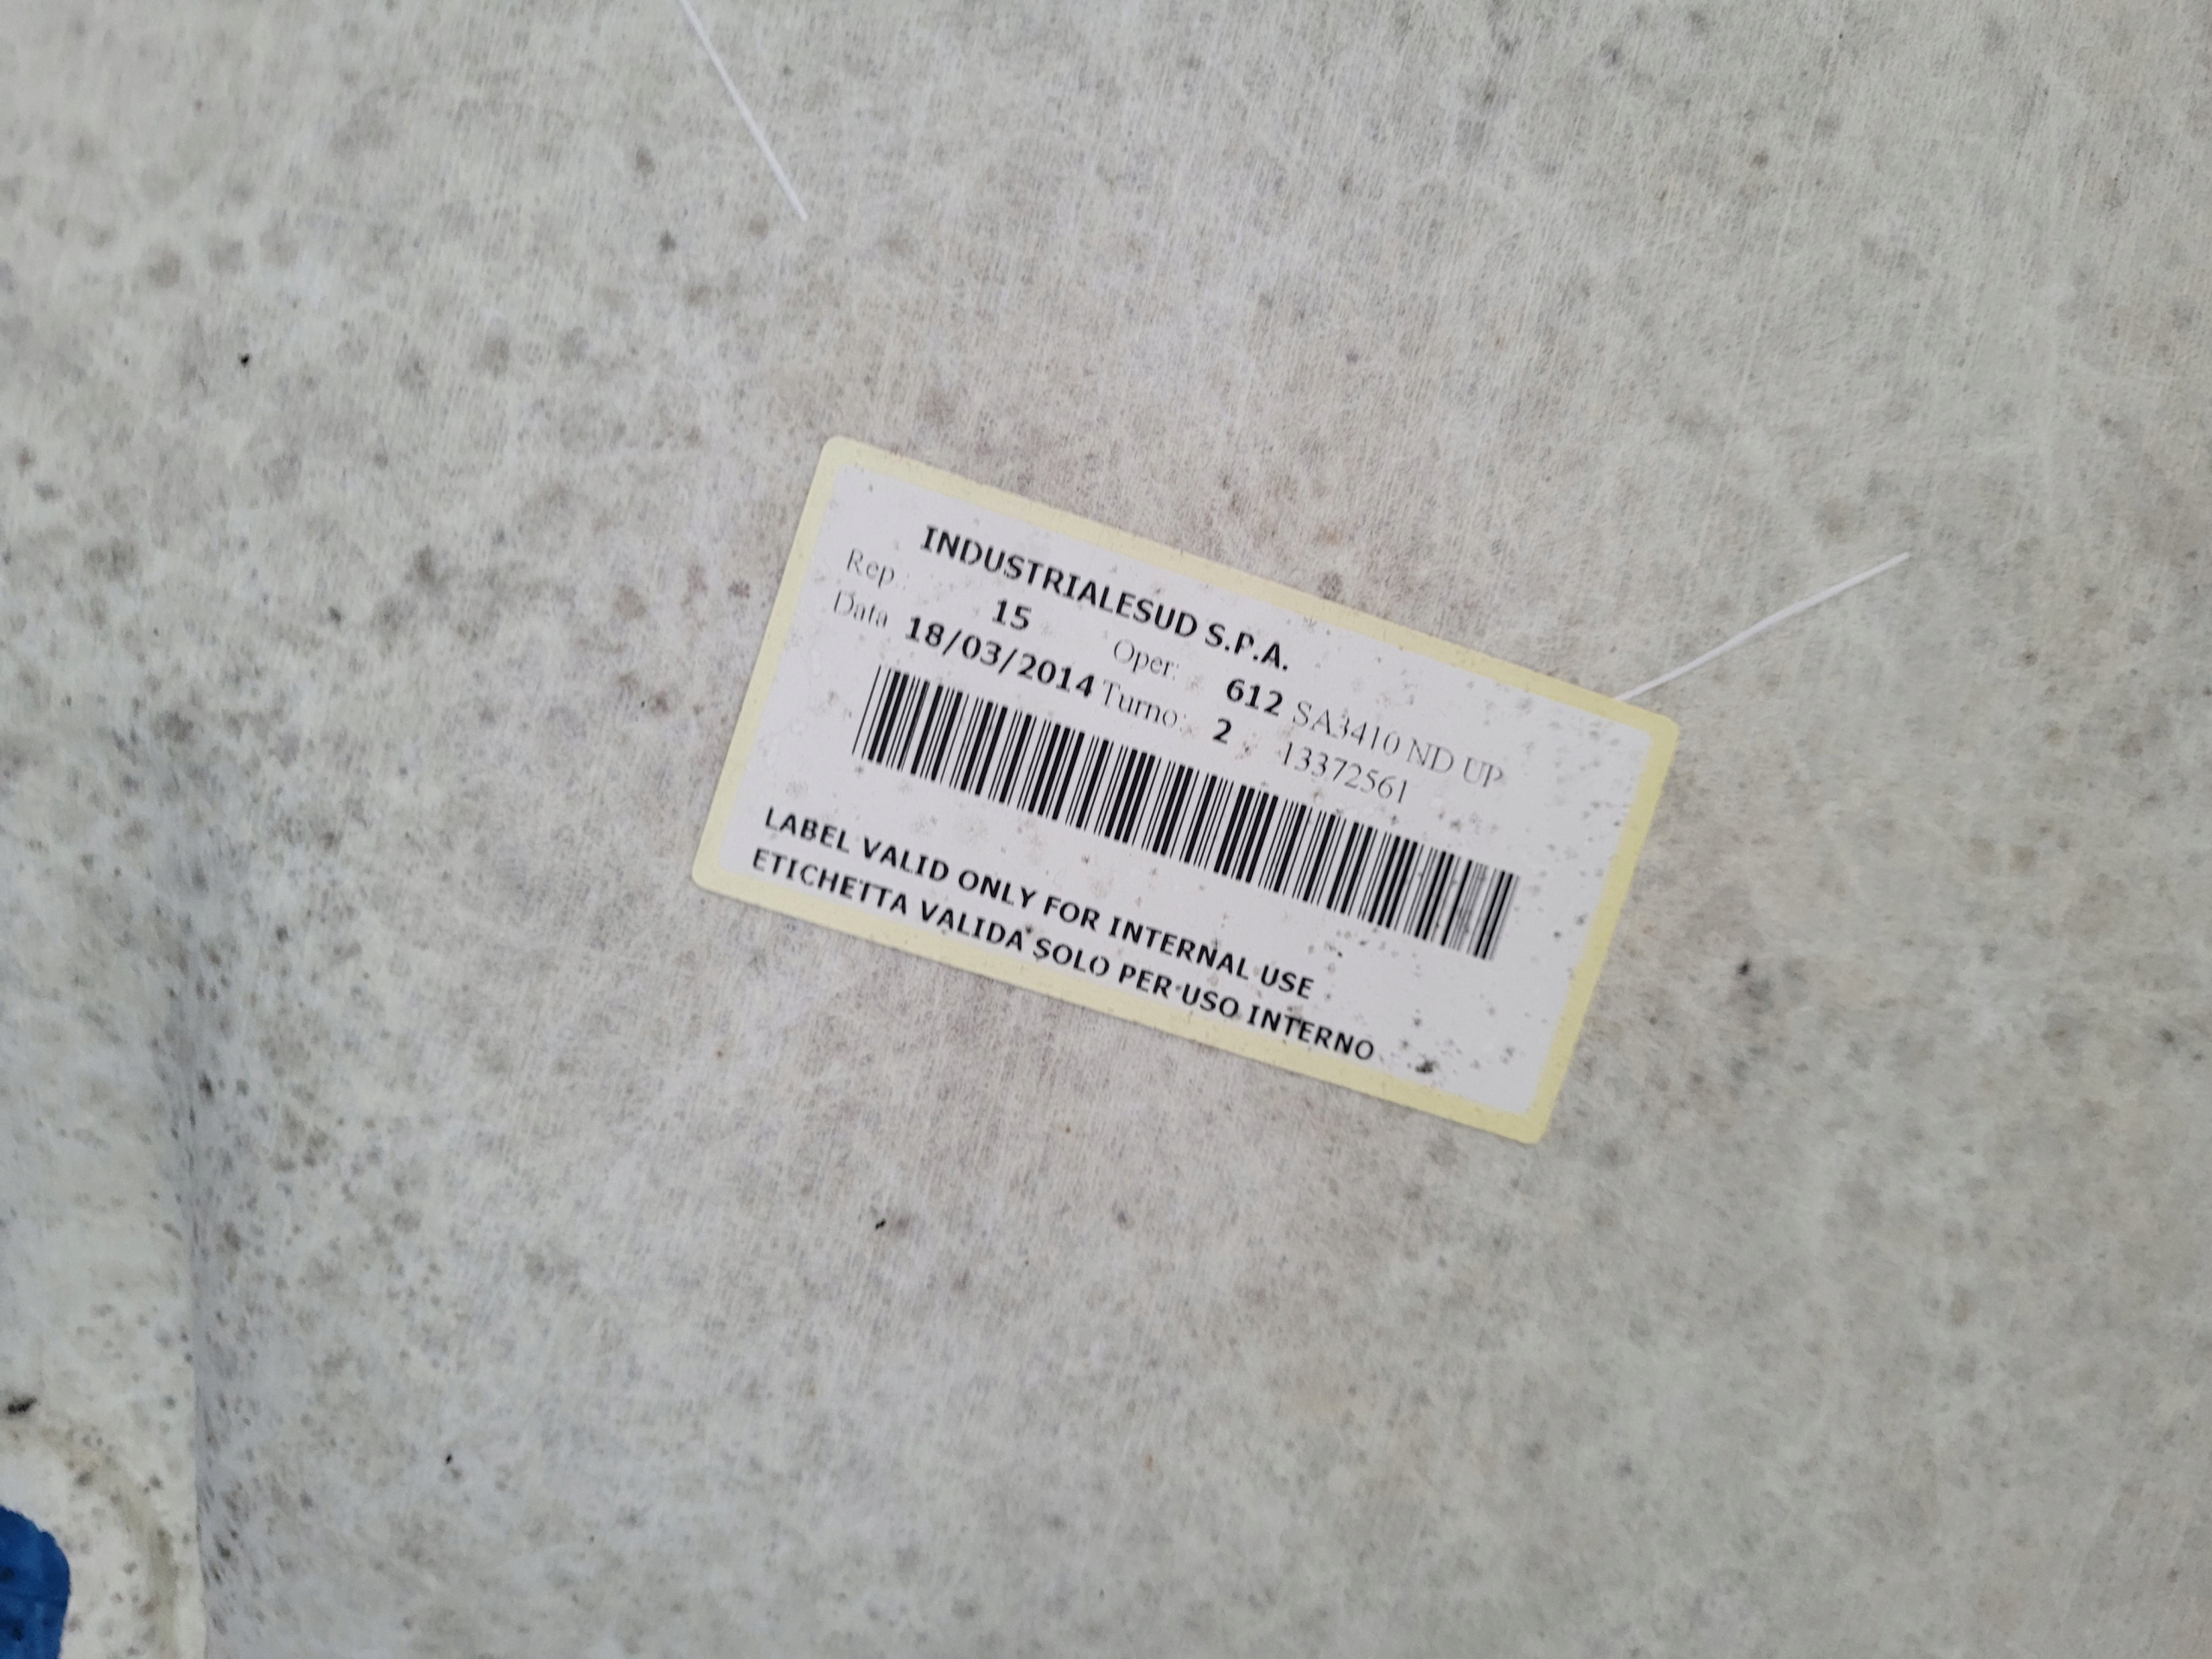 INDUSTRIALESUD S.P.A.
Rep.: 15 Oper: 612 SA3410 ND UP
Data 18/03/2014 Turno: 2 13372561
LABEL VALID ONLY FOR INTERNAL USE
ETICHETTA VALIDA SOLO PER USO INTERNO